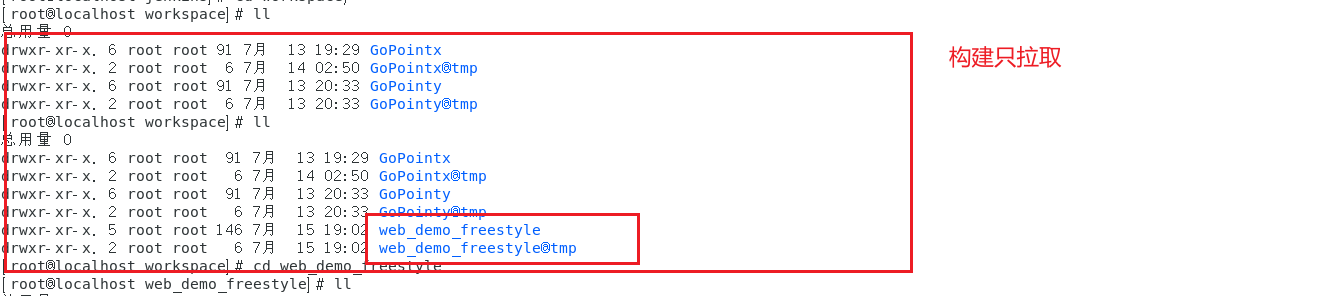 [root@localhost workspace]# ll
总用量 0
drwxr-xr-x. 6 root root 91 7月  13 19:29 GoPointx
构建只拉取
drwxr-xr-x. 2 root root  6 7月  14 02:50 GoPointx@tmp
drwxr-xr-x. 6 root root 91 7月  13 20:33 GoPointy
drwxr-xr-x. 2 root root  6 7月  13 20:33 GoPointy@tmp
[root@localhost workspace]# ll
总用量 0
drwxr-xr-x. 6 root root  91 7月  13 19:29 GoPointx
drwxr-xr-x. 2 root root   6 7月  14 02:50 GoPointx@tmp
drwxr-xr-x. 6 root root  91 7月  13 20:33 GoPointy
drwxr-xr-x. 2 root root   6 7月  13 20:33 GoPointy@tmp
drwxr-xr-x. 5 root root 146 7月  15 19:02 web_demo_freestyle
drwxr-xr-x. 2 root root   6 7月  15 19:02 web_demo_freestyle@tmp
[root@localhost workspace]# cd web_demo_freestyle
[root@localhost web_demo_freestyle]# ll